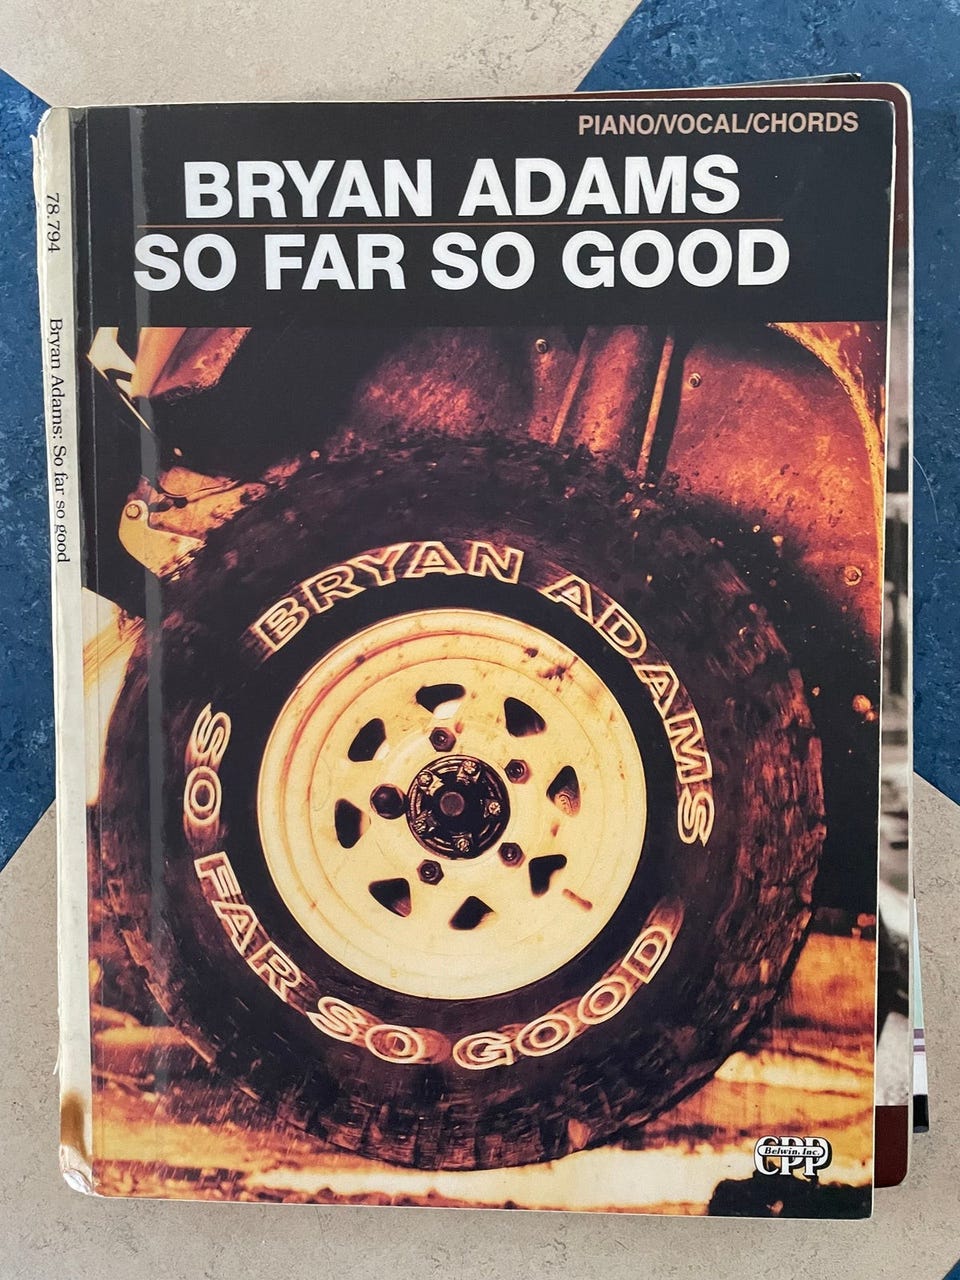 PIANO/VOCAL/CHORDS
BRYAN ADAMS
SO FAR SO GOOD
78.794
Bryan Adams: So far so good
BRYAN ADAMS
SO FAR SO GOOD
CPP
Belwin, Inc.